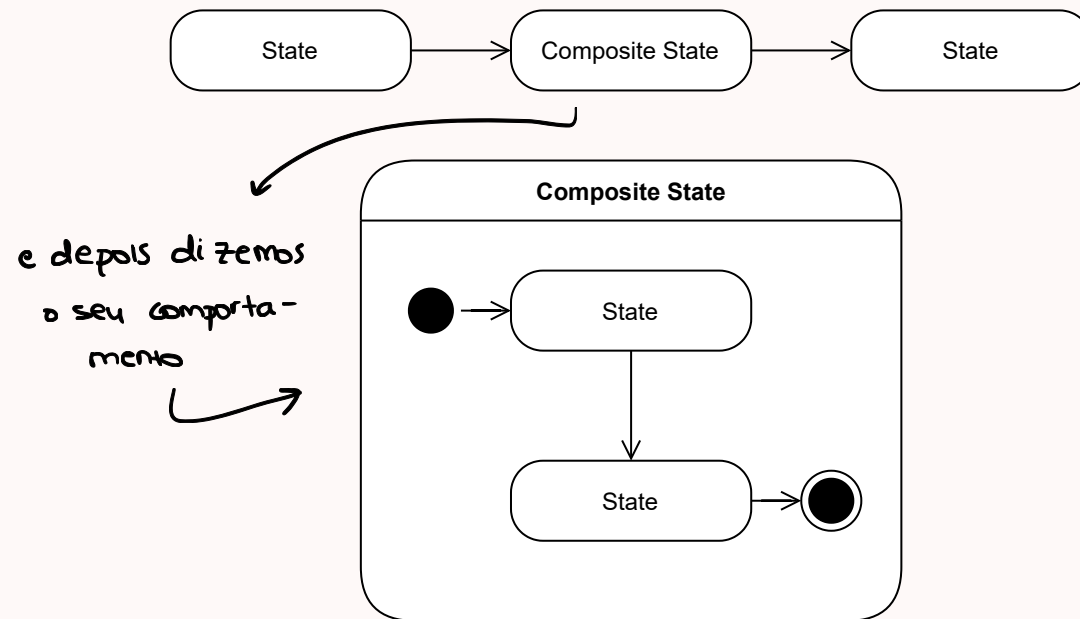 State
Composite State
State
Composite State
e depois dizemos
o seu comporta-
mento
State
State